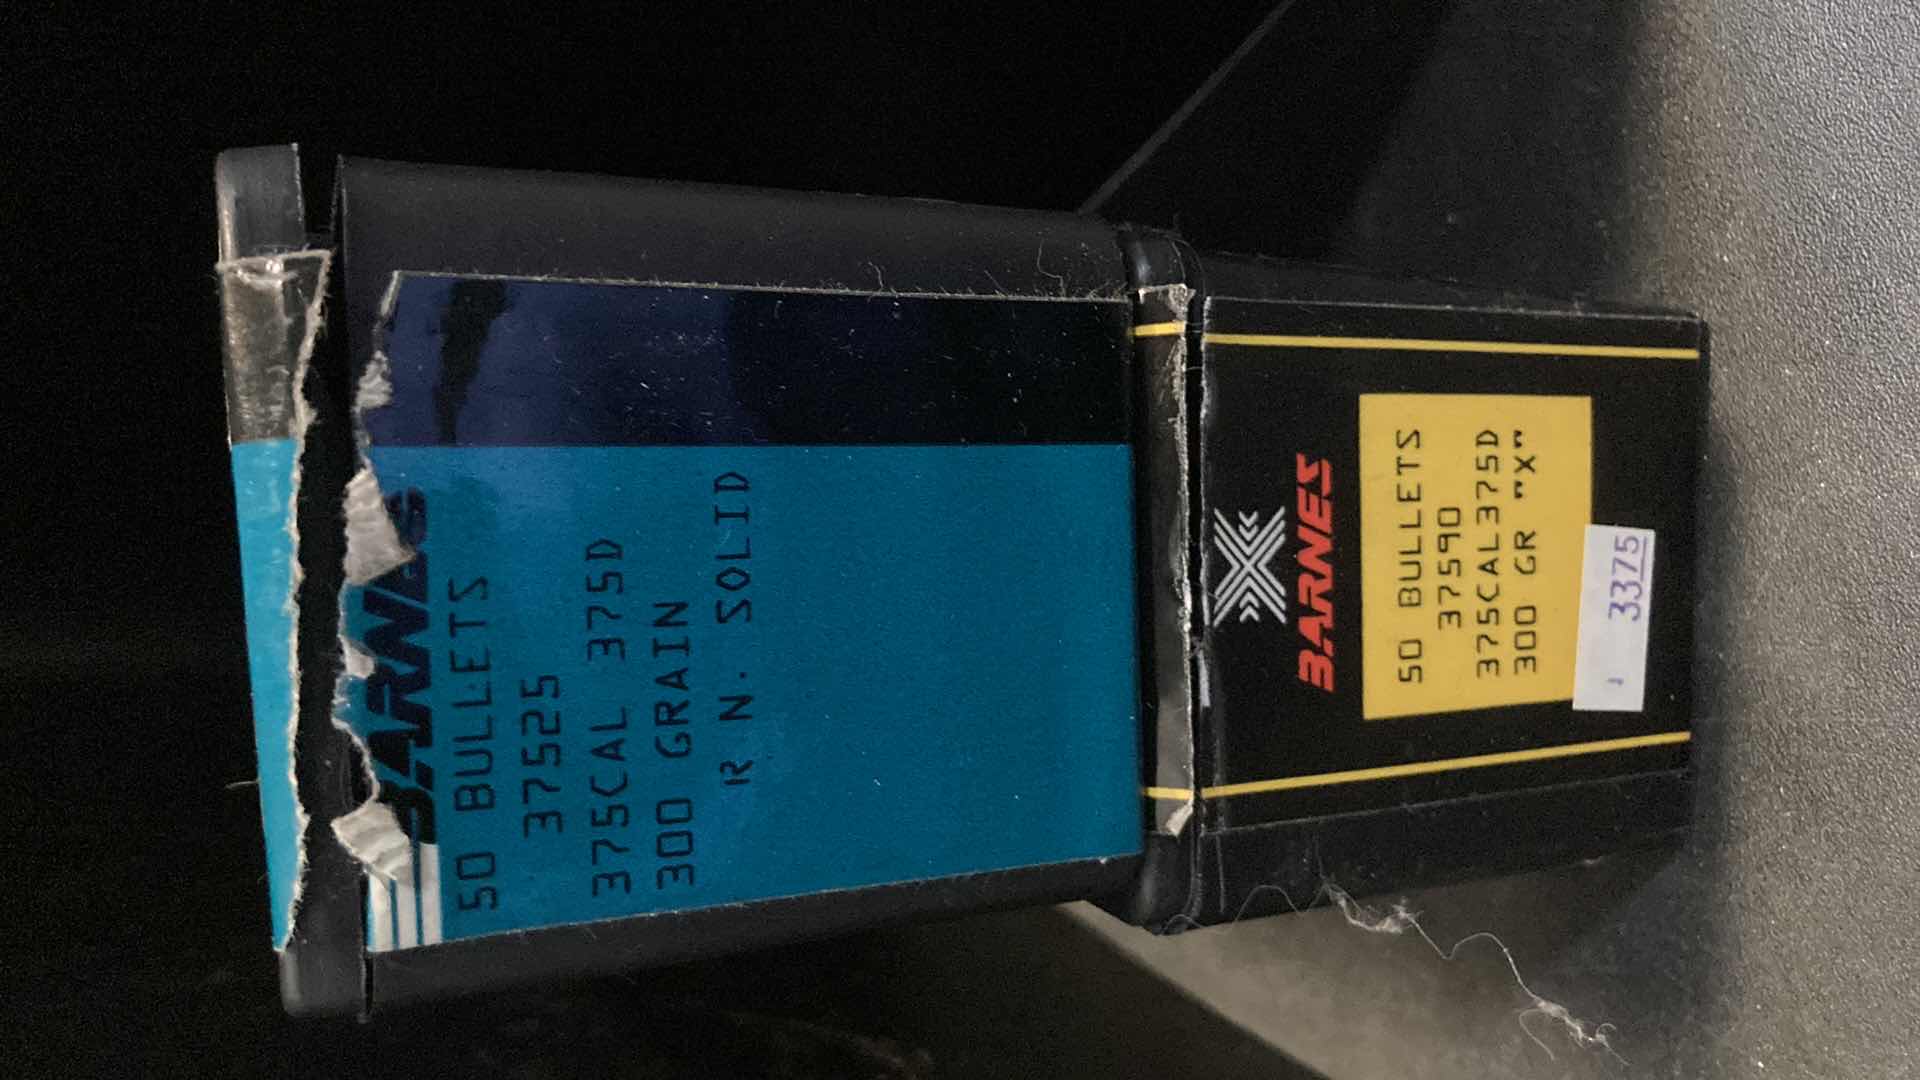 BARNES
50 BULLETS
37525
375CAL 375D
300 GRAIN
R N. SOLID
BARNES
50 BULLETS
37590
375CAL375D
300 GR "X"
3375